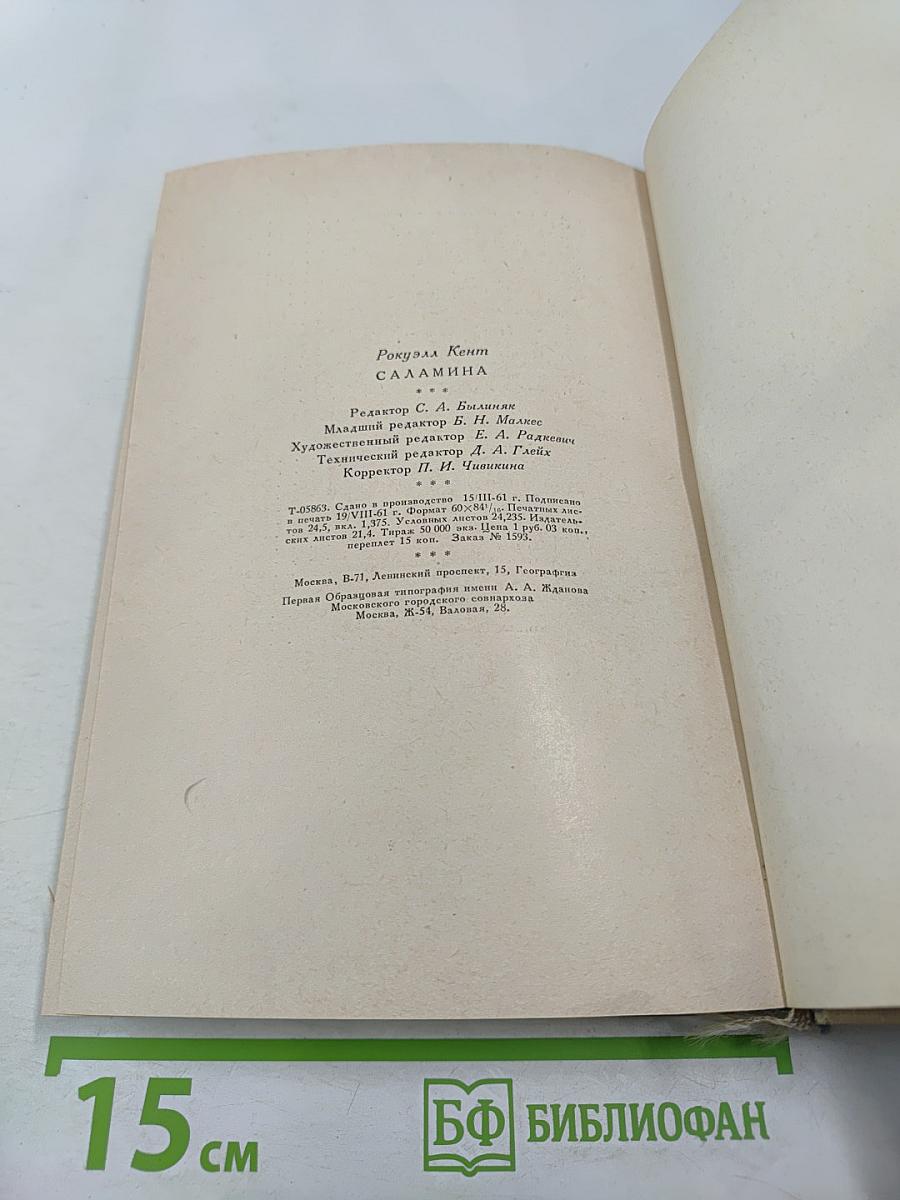 Рокуэлл Кент
САЛАМИНА
* * *
Редактор С. А. Былиняк
Младший редактор Б. Н. Малкес
Художественный редактор Е. А. Радкевич
Технический редактор Д. А. Глейх
Корректор П. И. Чивикина
* * *
Т-05863. Сдано в производство 15/III-61 г. Подписано
в печать 19/VIII-61 г. Формат 60×84¹/₁₆. Печатных лис-
тов 24,5, вкл. 1,375. Условных листов 24,235. Издатель-
ских листов 21,4. Тираж 50 000 экз. Цена 1 руб. 03 коп.,
переплет 15 коп. Заказ № 1593.
* * *
Москва, В-71, Ленинский проспект, 15, Географгиз
Первая Образцовая типография имени А. А. Жданова
Московского городского совнархоза
Москва, Ж-54, Валовая, 28.
15 см
БФ БИБЛИОФАН